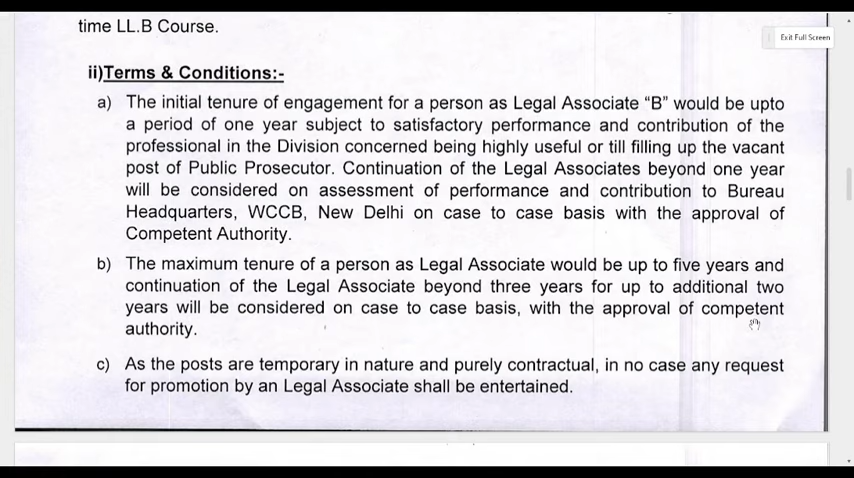 time LL.B Course.
Exit Full Screen
ii)Terms & Conditions:-
a) The initial tenure of engagement for a person as Legal Associate “B” would be upto
a period of one year subject to satisfactory performance and contribution of the
professional in the Division concerned being highly useful or till filling up the vacant
post of Public Prosecutor. Continuation of the Legal Associates beyond one year
will be considered on assessment of performance and contribution to Bureau
Headquarters, WCCB, New Delhi on case to case basis with the approval of
Competent Authority.
b) The maximum tenure of a person as Legal Associate would be up to five years and
continuation of the Legal Associate beyond three years for up to additional two
years will be considered on case to case basis, with the approval of competent
authority.
c) As the posts are temporary in nature and purely contractual, in no case any request
for promotion by an Legal Associate shall be entertained.